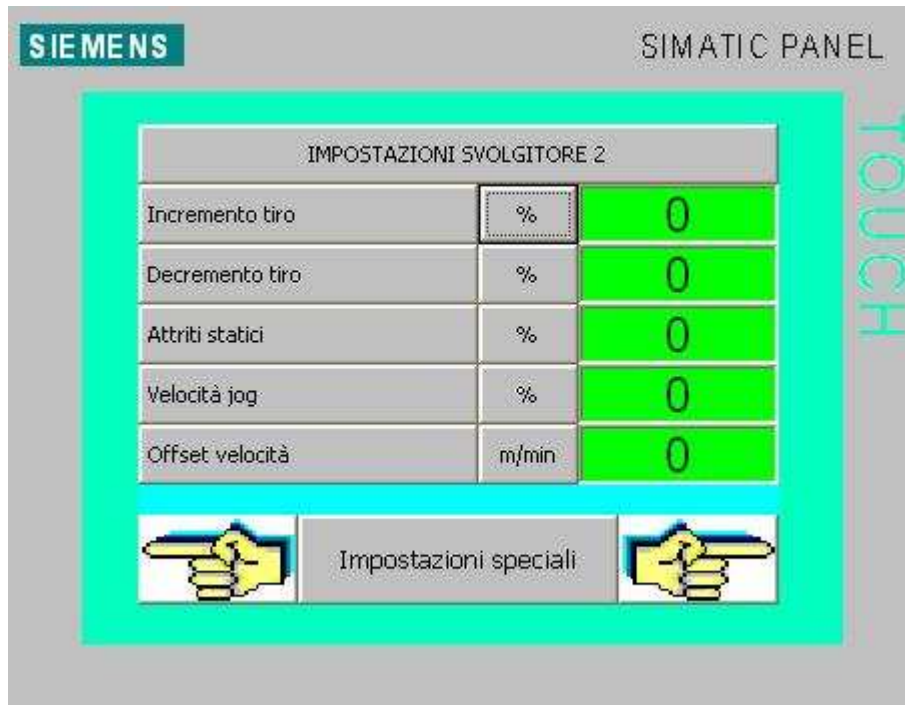 SIEMENS
SIMATIC PANEL
TOUCH
IMPOSTAZIONI SVOLGITORE 2
Incremento tiro % 0
Decremento tiro % 0
Attriti statici % 0
Velocità jog % 0
Offset velocità m/min 0
Impostazioni speciali